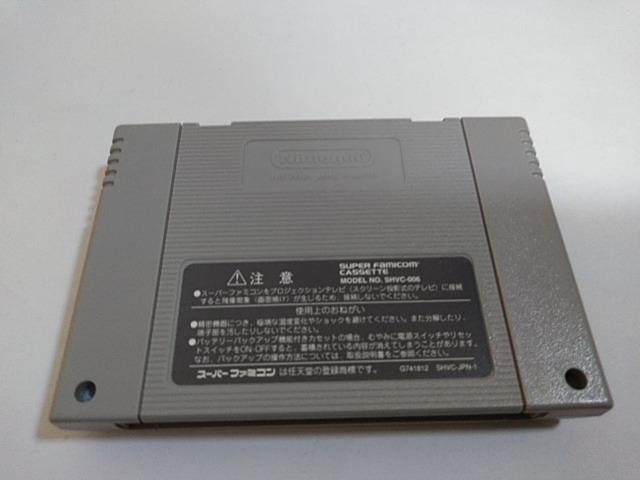 Nintendo
注意
SUPER FAMICOM
CASSETTE
MODEL NO. SHVC-006
●スーパーファミコンをプロジェクションテレビ(スクリーン投影式のテレビ)に接続
すると残像現象(画面焼け)が生じるため、接続しないでください。
使用上のおねがい
●精密機器につき、極端な温度変化やショックを避けてください。また分解したり、
端子部を汚したりしないでください。
●バッテリーバックアップ機能付きカセットの場合、むやみに電源スイッチやリセッ
トスイッチをON OFFすると、蓄積されている内容が消えてしまうことがあります。
なお、バックアップの操作方法については、取扱説明書をご参照ください。
スーパーファミコンは任天堂の登録商標です。
G741812 SHVC-JPN-1